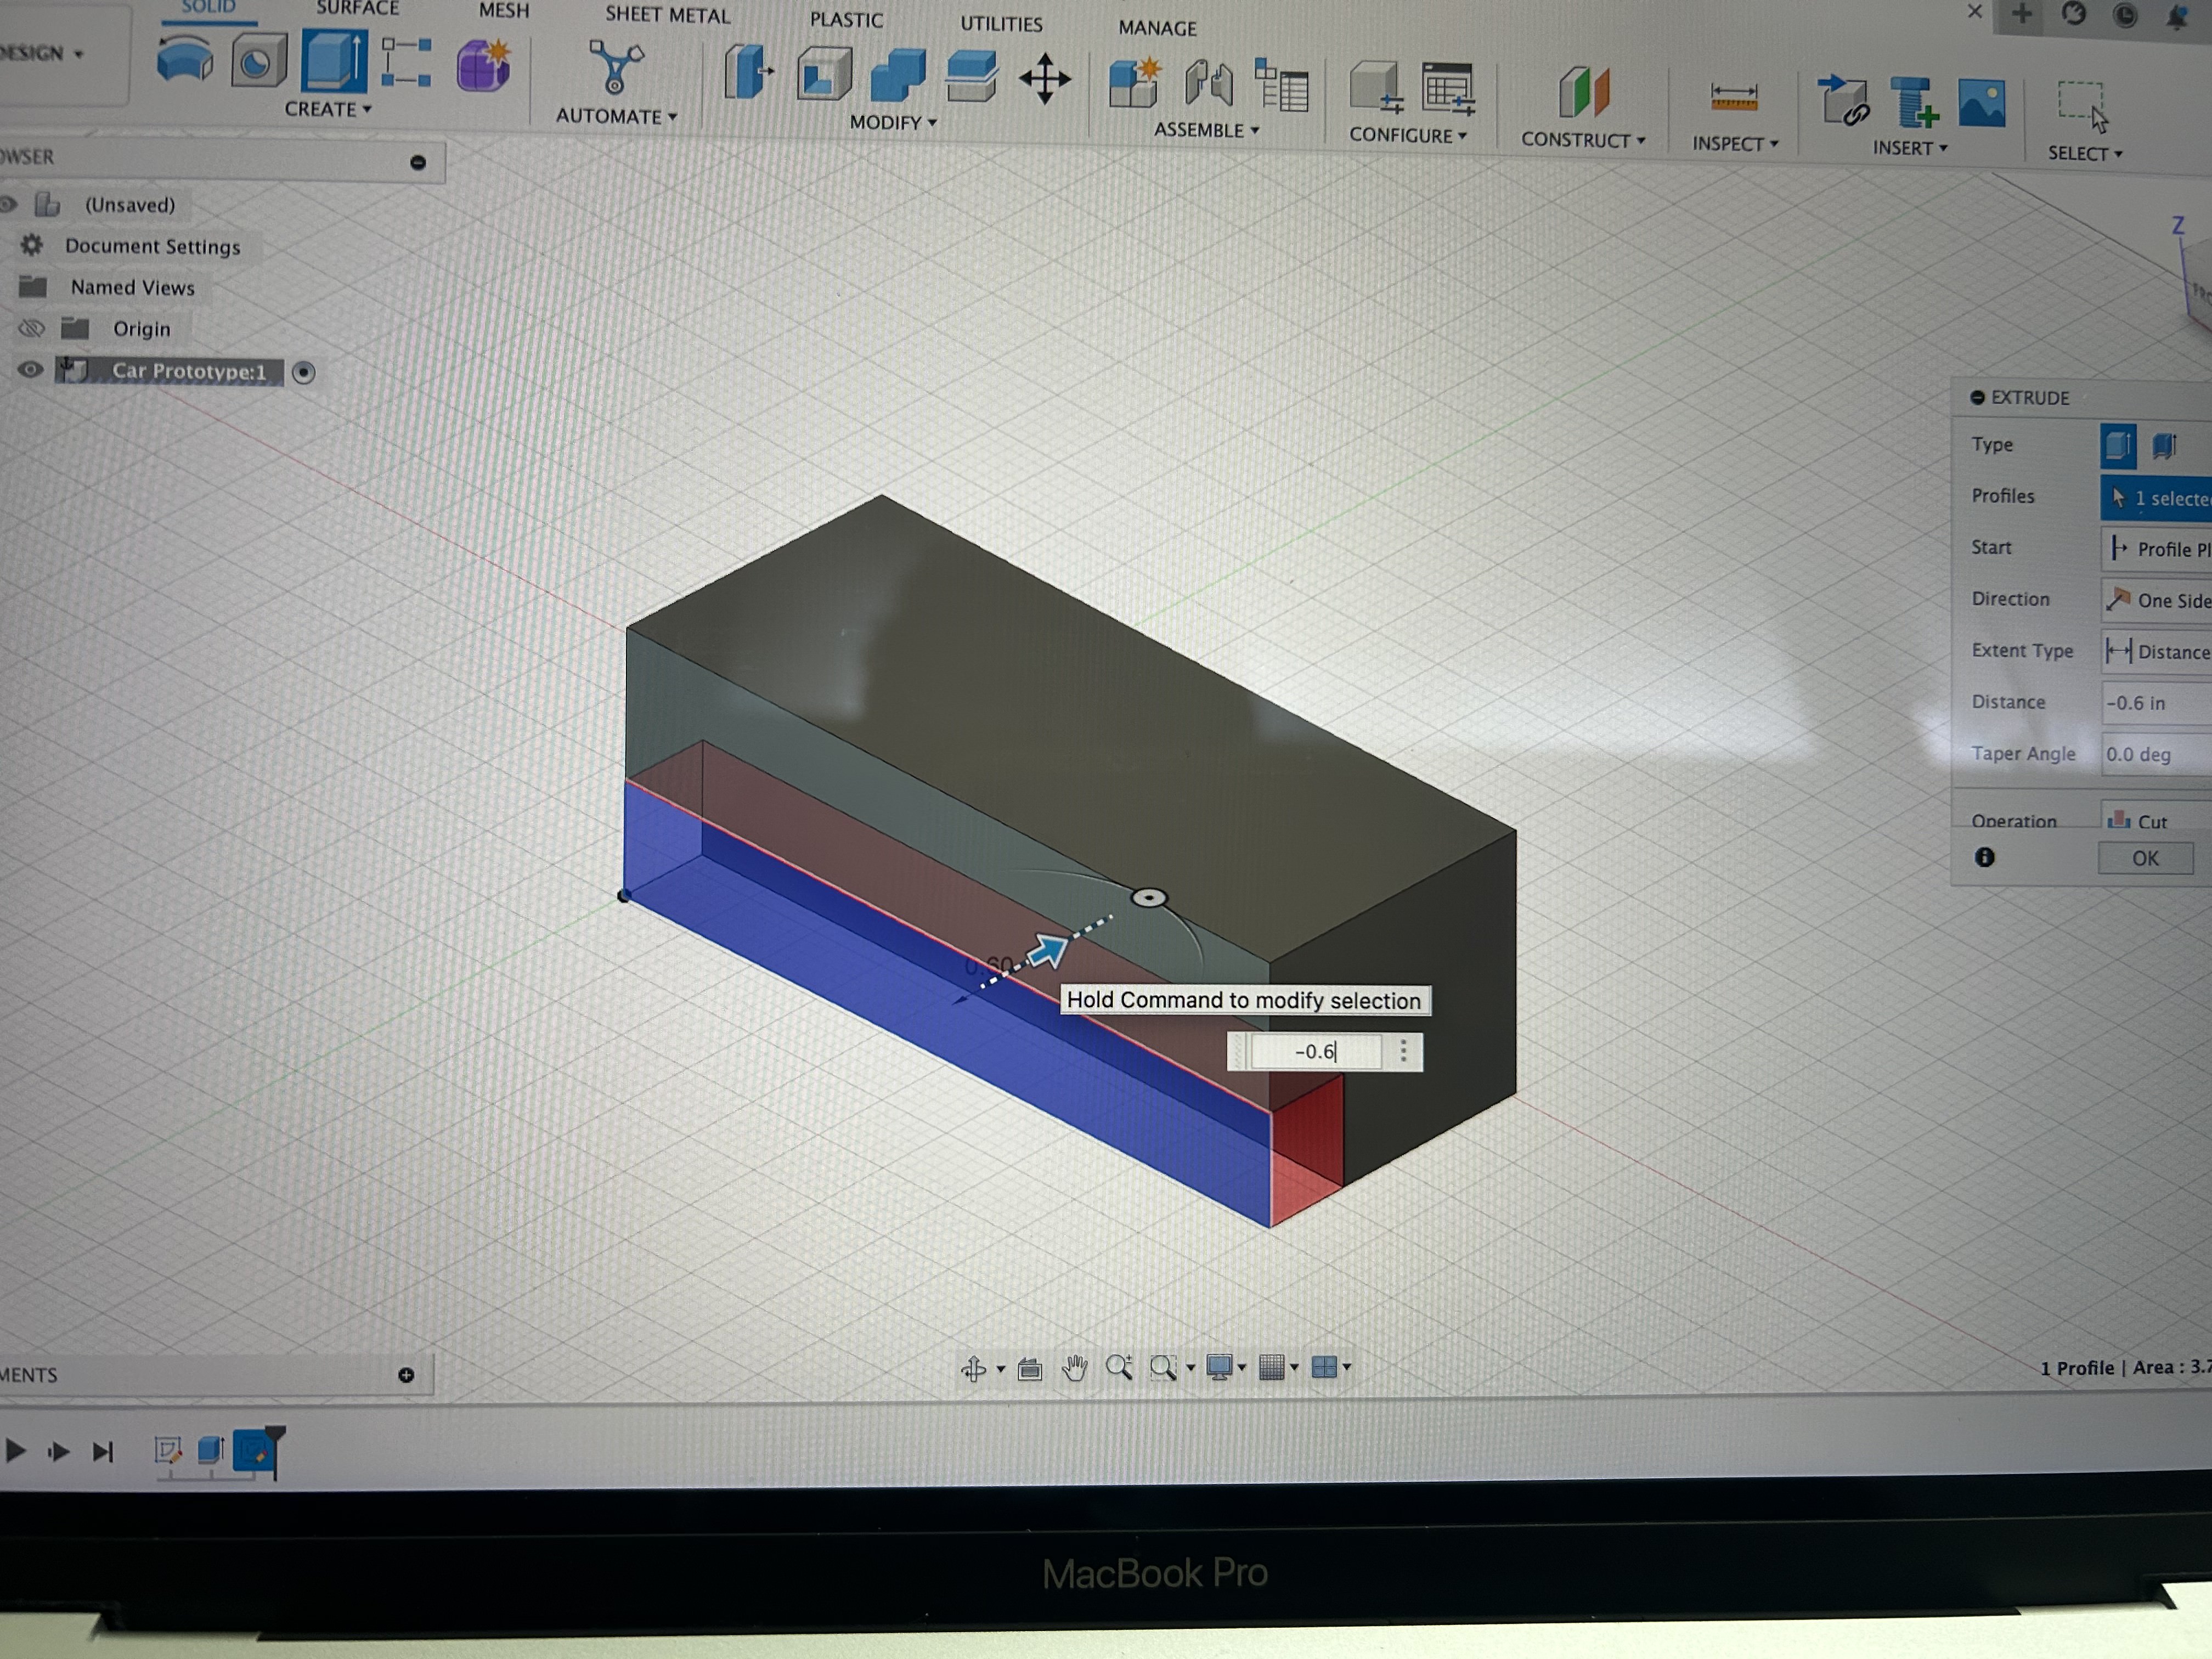 SOLID
SURFACE
MESH
SHEET METAL
PLASTIC
UTILITIES
MANAGE
CREATE
AUTOMATE
MODIFY
ASSEMBLE
CONFIGURE
CONSTRUCT
INSPECT
INSERT
SELECT
(Unsaved)
Document Settings
Named Views
Origin
Car Prototype:1
Z
EXTRUDE
Type
Profiles
1 selecte
Start
Profile Pl
Direction
One Side
Extent Type
Distance
Distance
-0.6 in
Taper Angle
0.0 deg
Operation
Cut
OK
0.60
Hold Command to modify selection
-0.6
MENTS
1 Profile | Area : 3.7
MacBook Pro